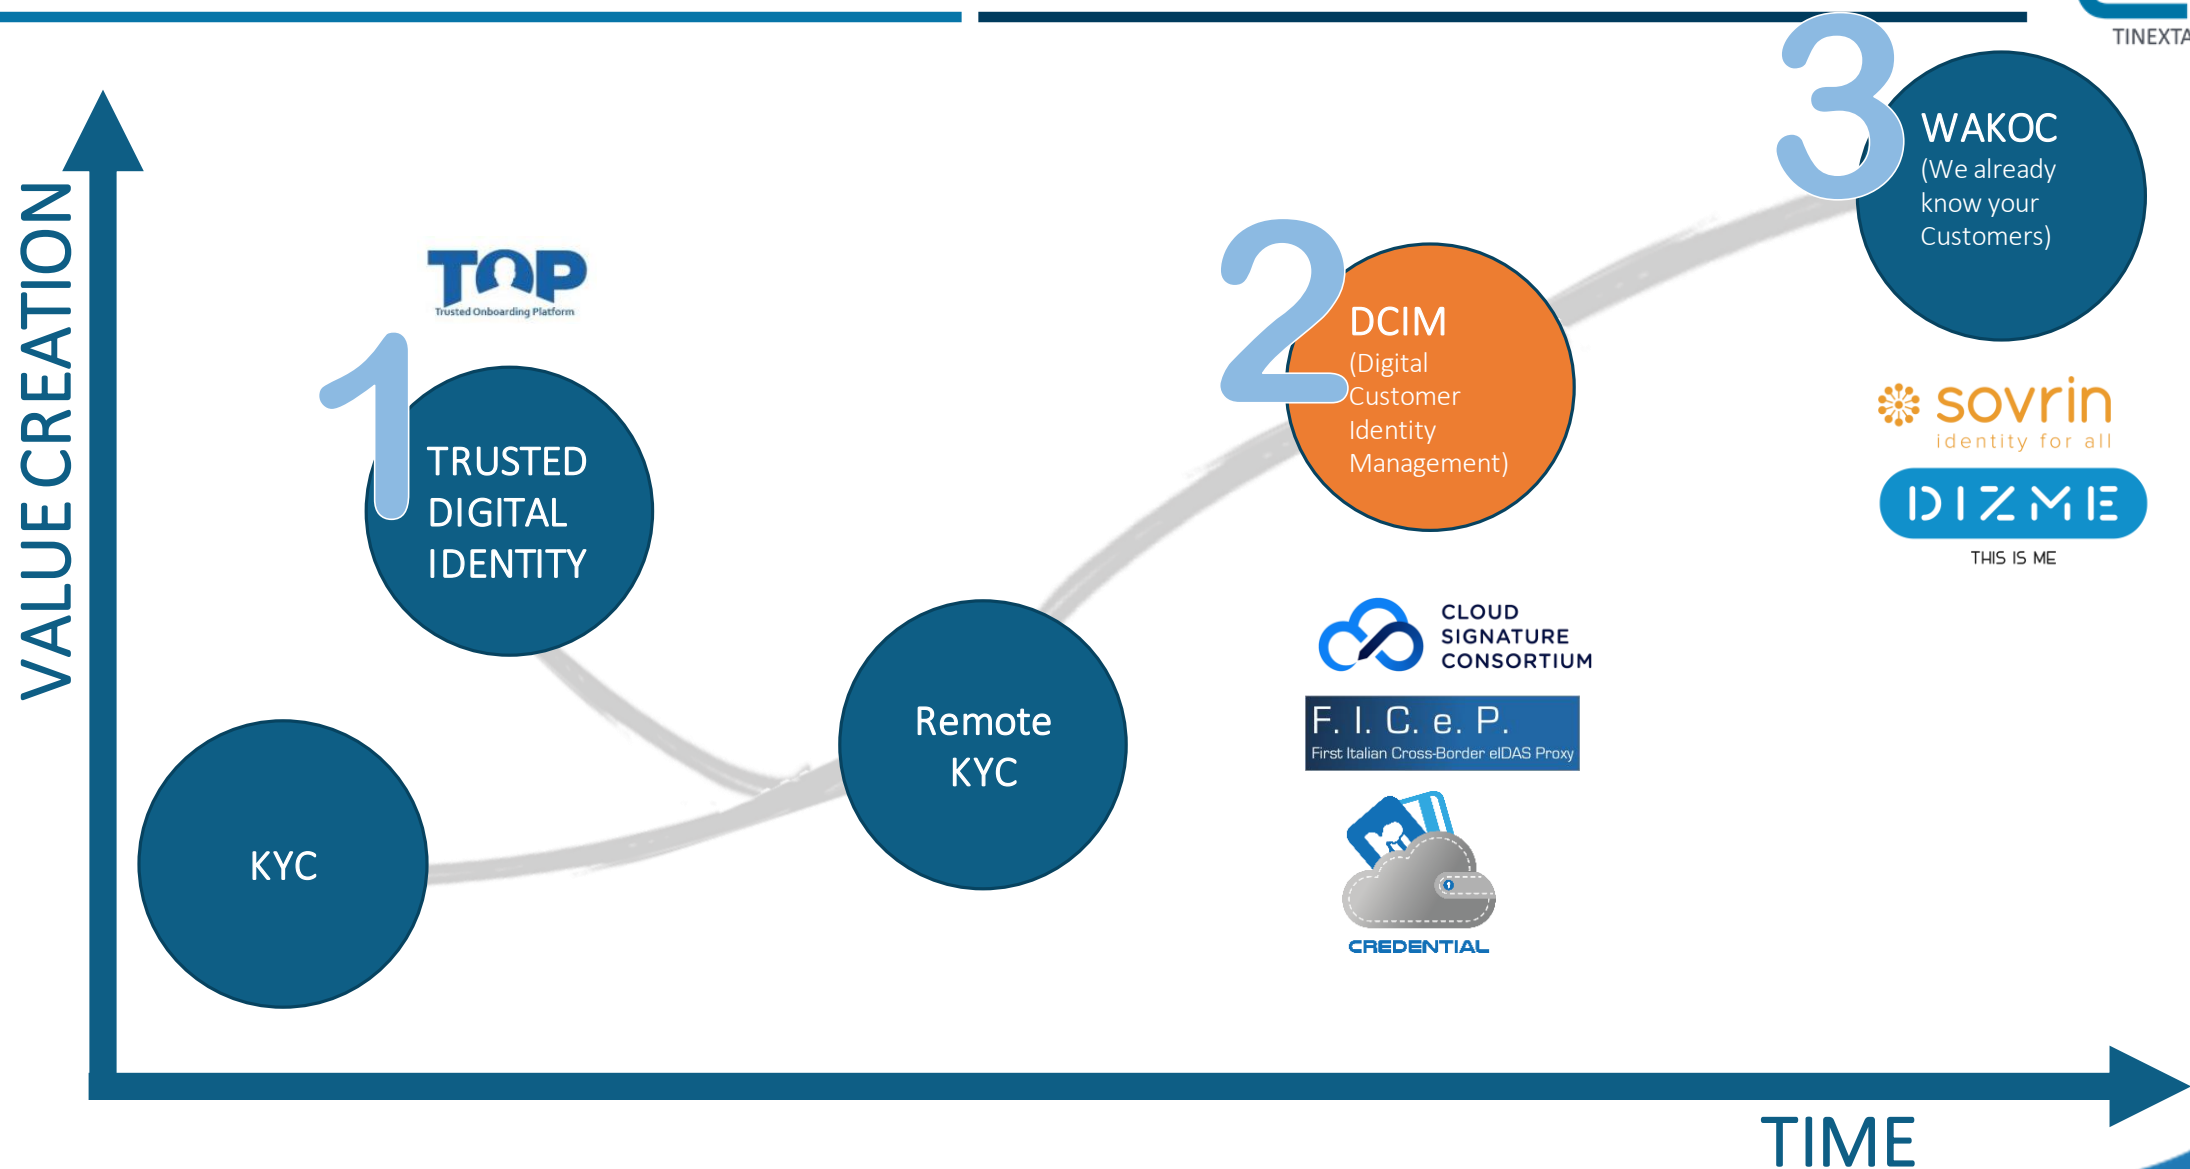 TINEXTA
VALUE CREATION
3
WAKOC
(We already
know your
Customers)
TOP
Trusted Onboarding Platform
1
TRUSTED
DIGITAL
IDENTITY
2
DCIM
(Digital
Customer
Identity
Management)
sovrin
identity for all
DIZME
THIS IS ME
KYC
Remote
KYC
CLOUD
SIGNATURE
CONSORTIUM
F. I. C. e. P.
First Italian Cross-Border eIDAS Proxy
1
CREDENTIAL
TIME